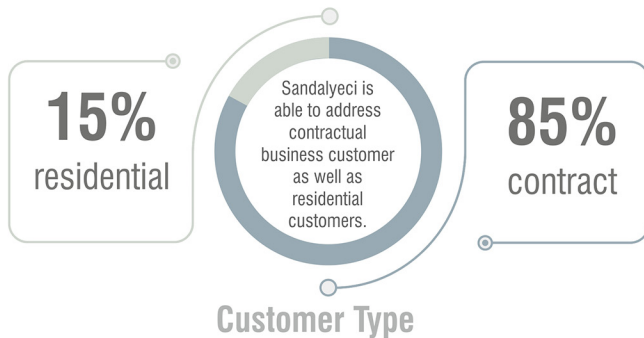 15%
residential
Sandalyeci is
able to address
contractual
business customer
as well as
residential
customers.
85%
contract
Customer Type